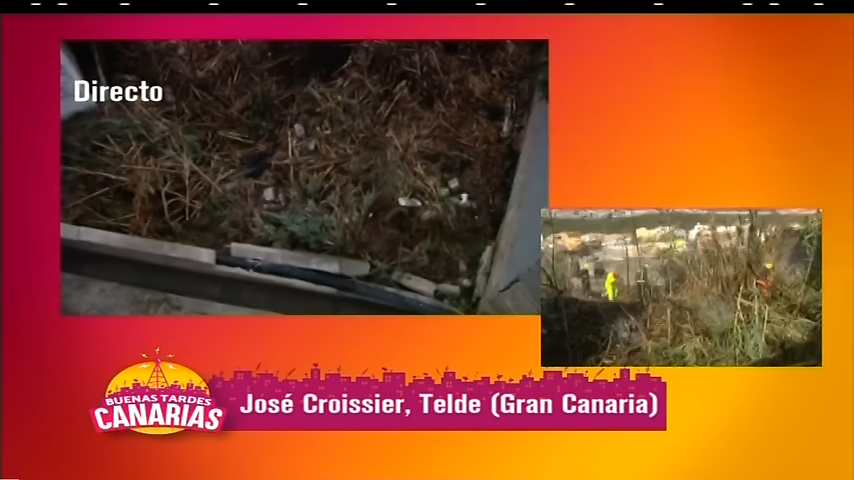 Directo
BUENAS TARDES
CANARIAS
José Croissier, Telde (Gran Canaria)